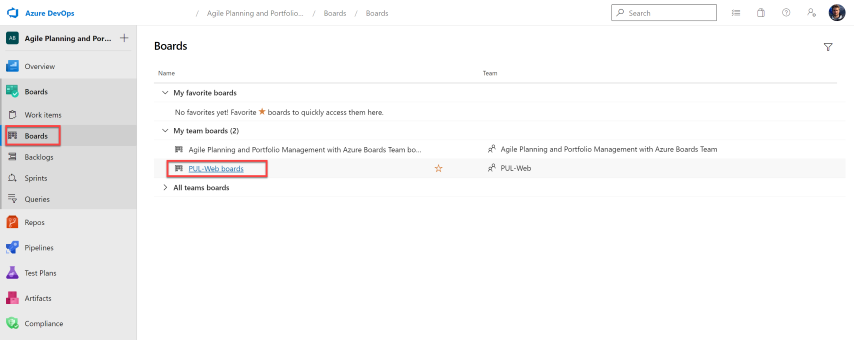 Azure DevOps
/ Agile Planning and Portfolio... / Boards / Boards
Search
AB Agile Planning and Por... +
Overview
Boards
Work items
Boards
Backlogs
Sprints
Queries
Repos
Pipelines
Test Plans
Artifacts
Compliance
Boards
Name Team
My favorite boards
No favorites yet! Favorite ★ boards to quickly access them here.
My team boards (2)
Agile Planning and Portfolio Management with Azure Boards Team bo... Agile Planning and Portfolio Management with Azure Boards Team
PUL-Web boards PUL-Web
All teams boards